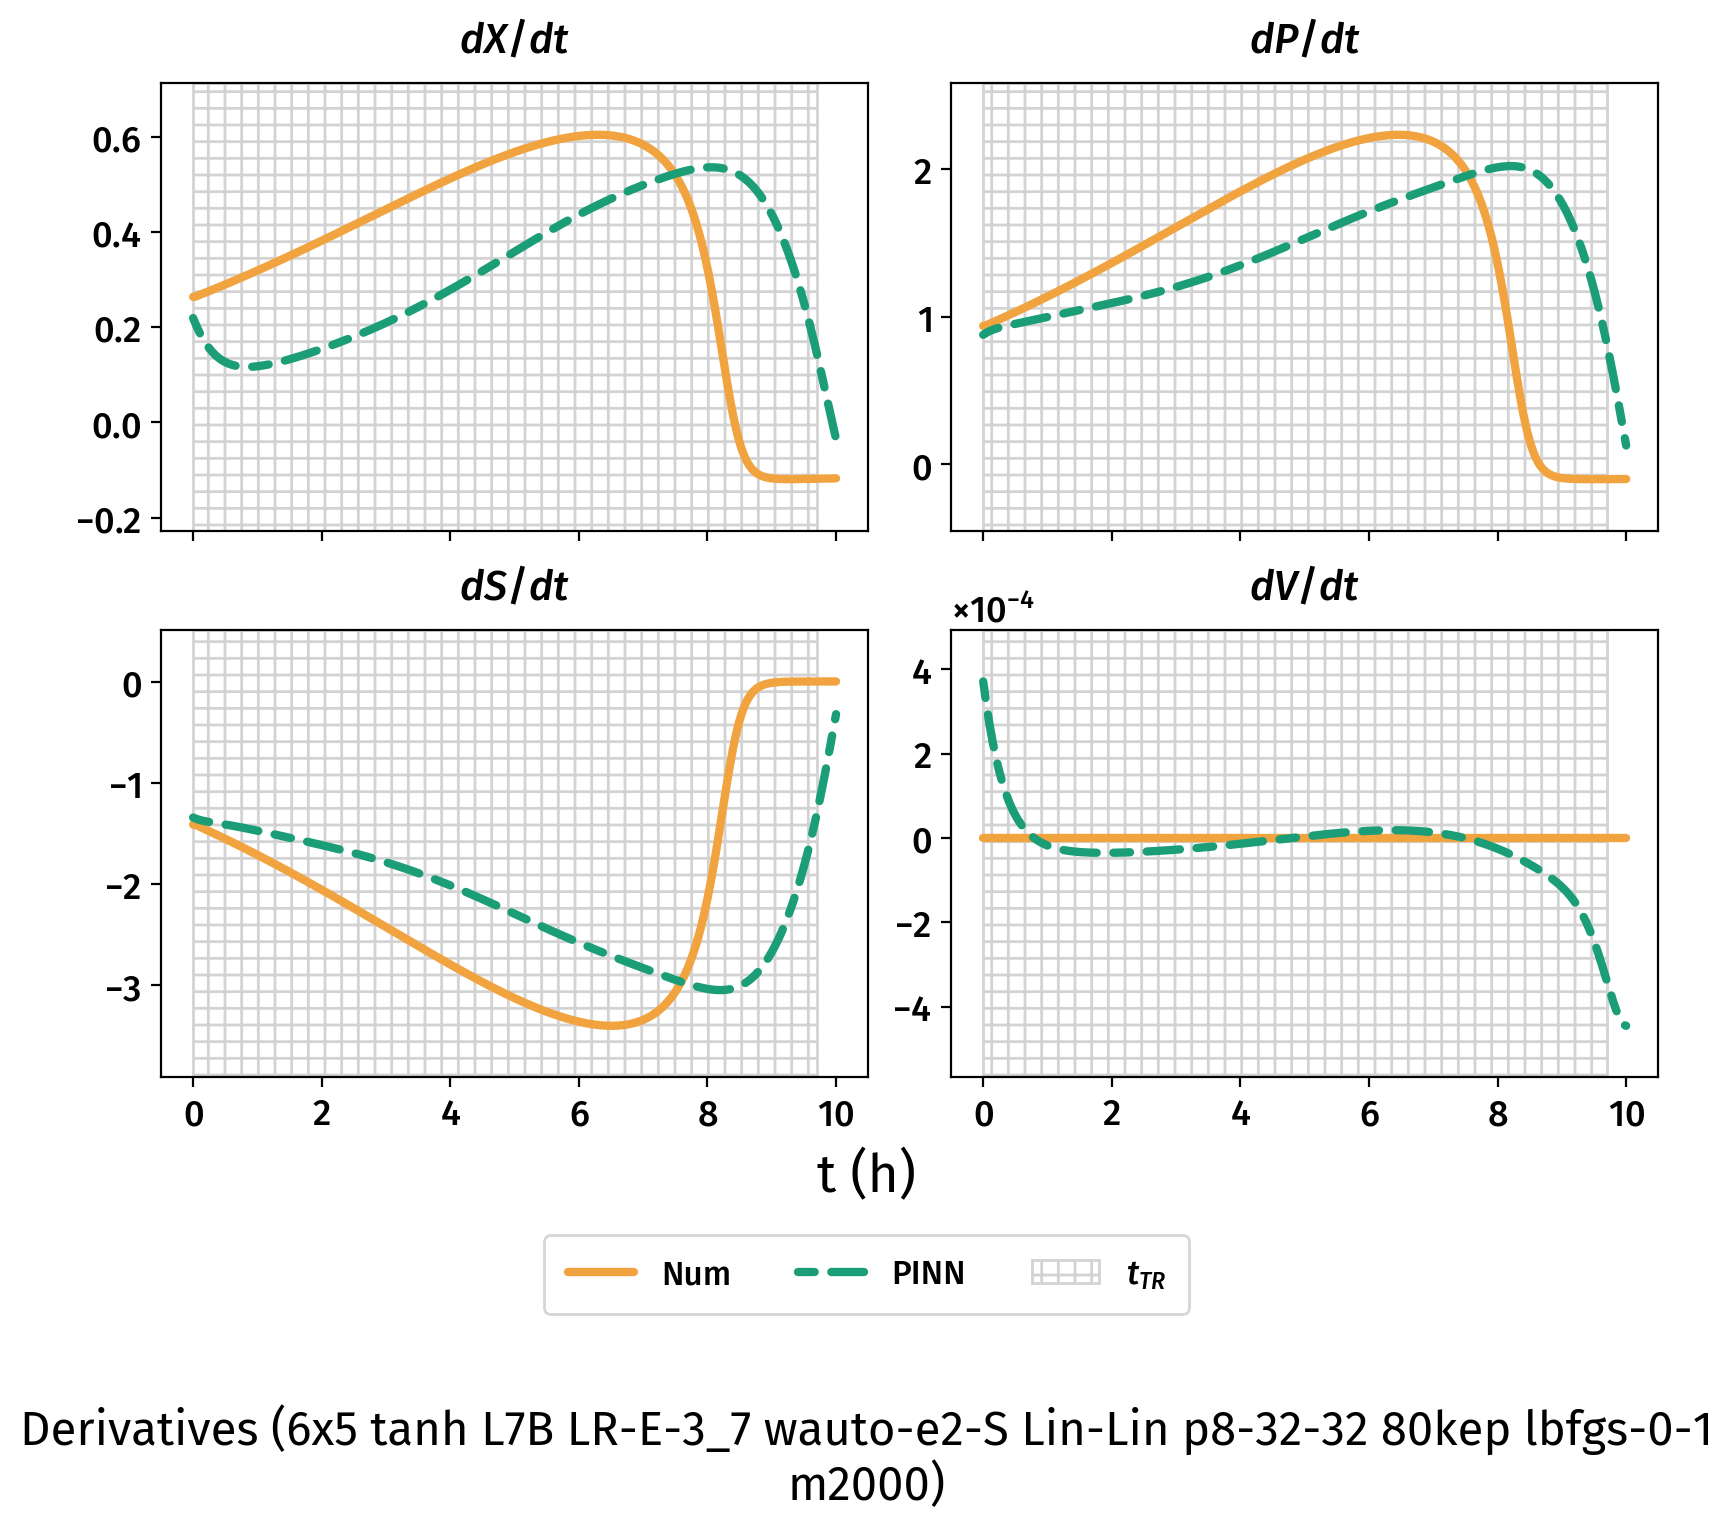 dX/dt
dP/dt
0.6
0.4
0.2
0.0
−0.2
2
1
0
dS/dt
dV/dt
×10⁻⁴
0
−1
−2
−3
4
2
0
−2
−4
0 2 4 6 8 10
0 2 4 6 8 10
t (h)
Num PINN t_TR
Derivatives (6x5 tanh L7B LR-E-3_7 wauto-e2-S Lin-Lin p8-32-32 80kep lbfgs-0-1
m2000)